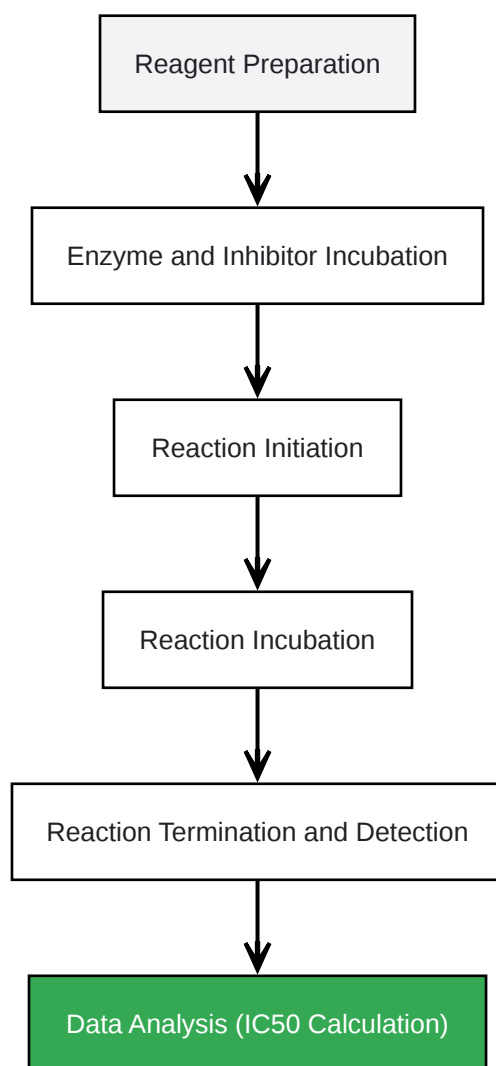 Reagent Preparation
Enzyme and Inhibitor Incubation
Reaction Initiation
Reaction Incubation
Reaction Termination and Detection
Data Analysis (IC50 Calculation)